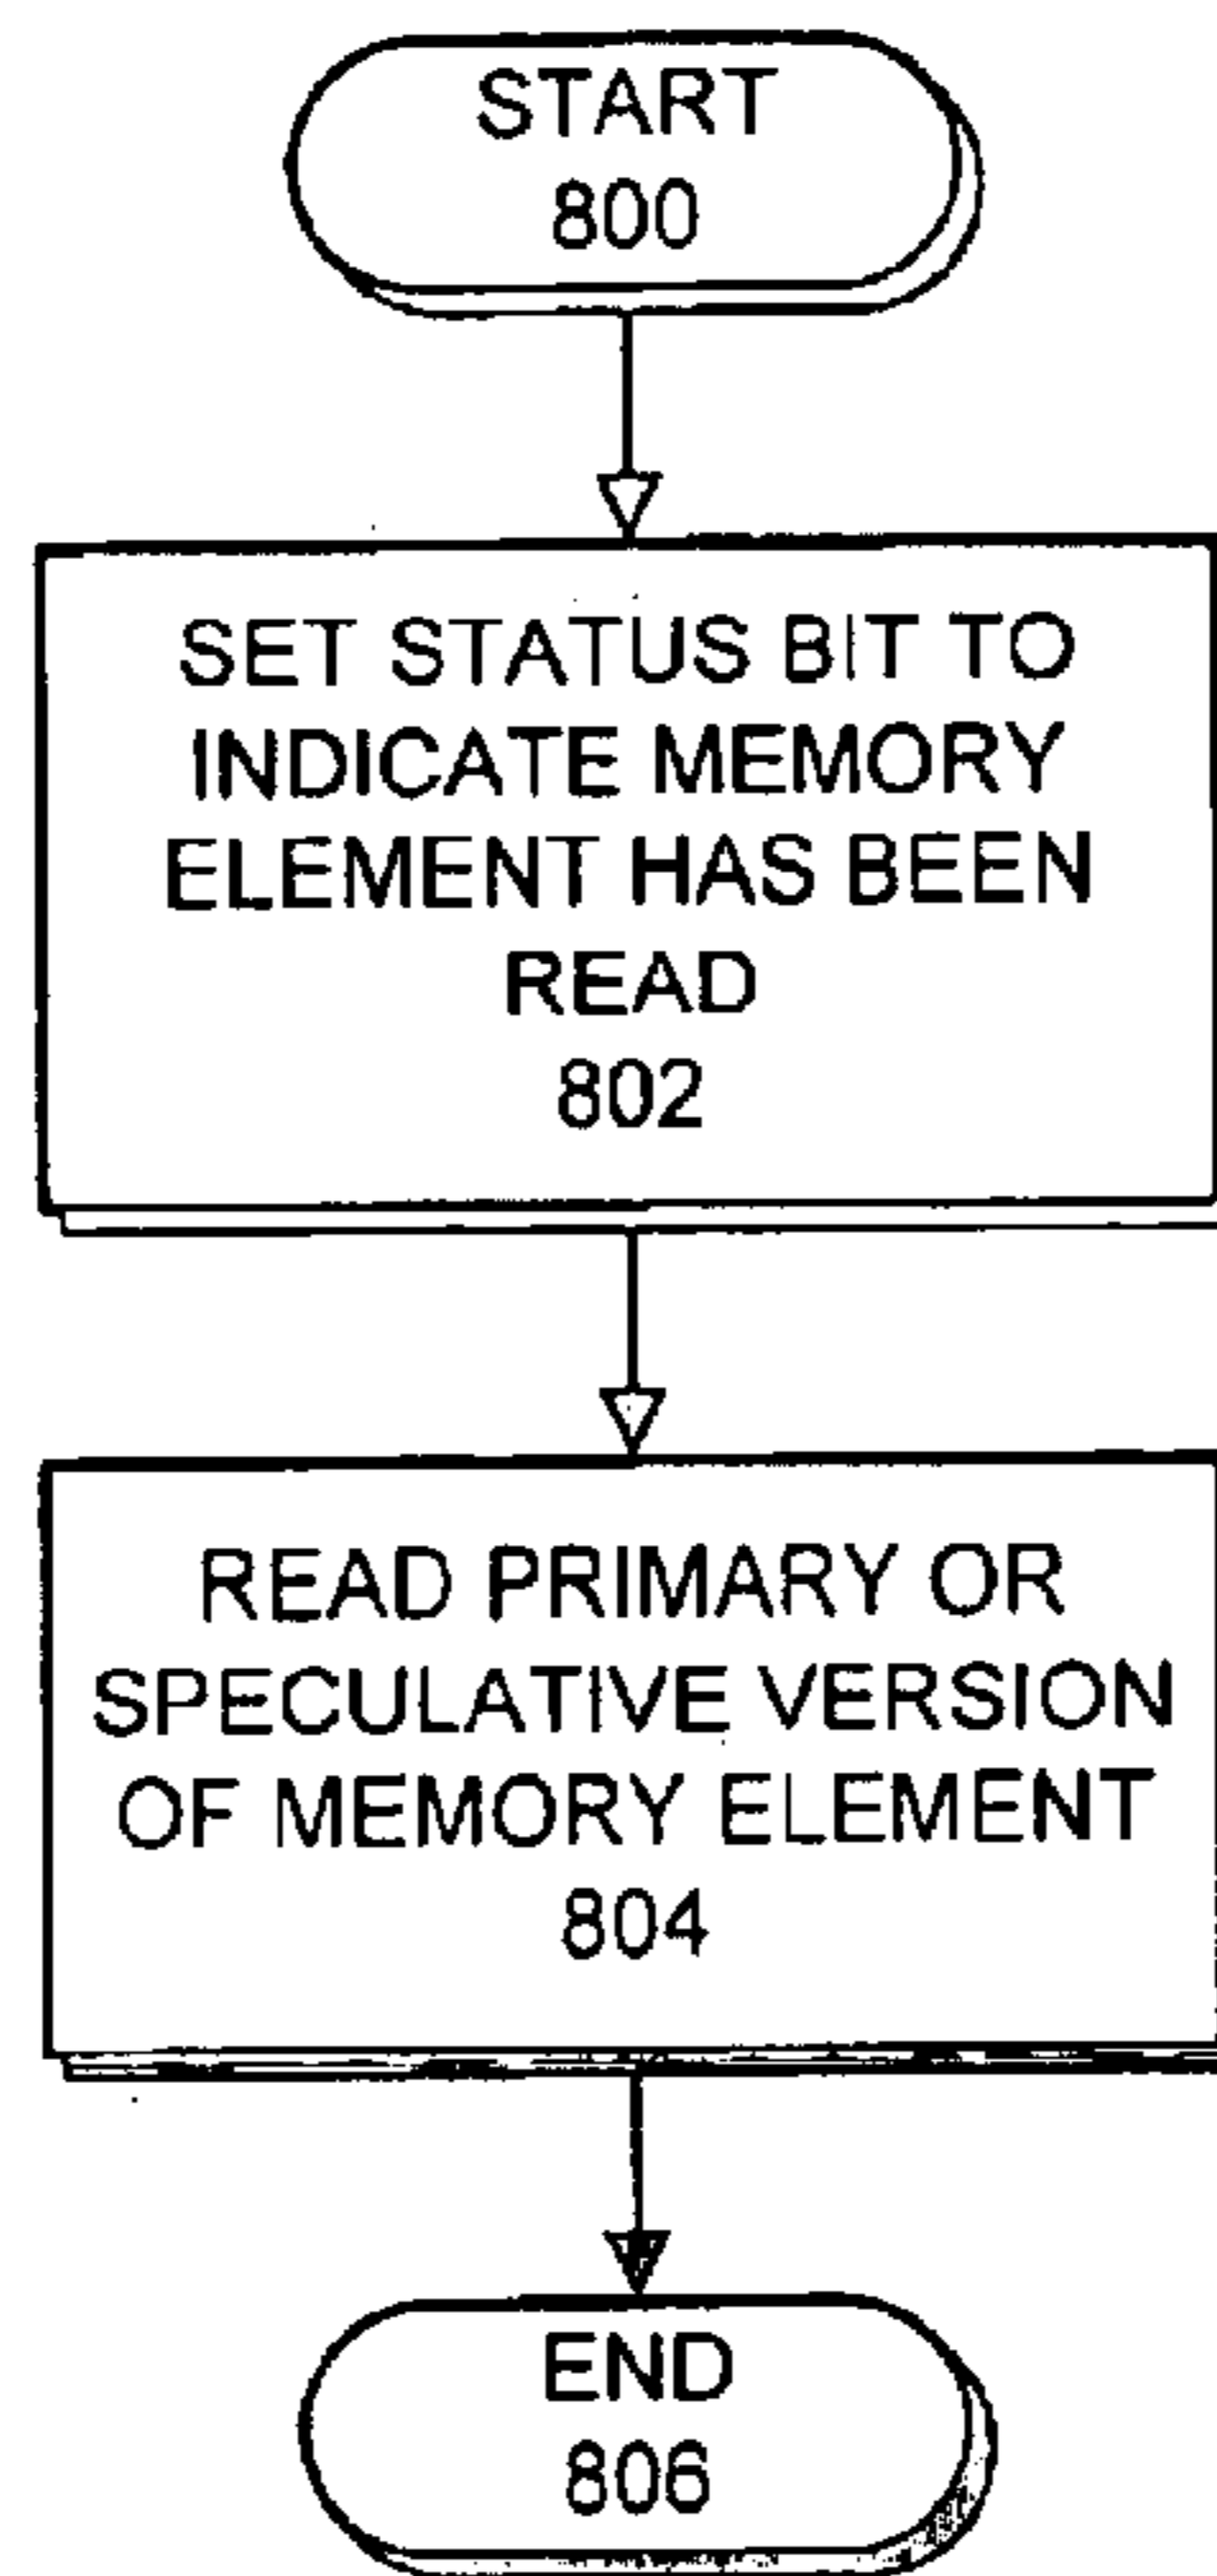 START
800
SET STATUS BIT TO
INDICATE MEMORY
ELEMENT HAS BEEN
READ
802
READ PRIMARY OR
SPECULATIVE VERSION
OF MEMORY ELEMENT
804
END
806